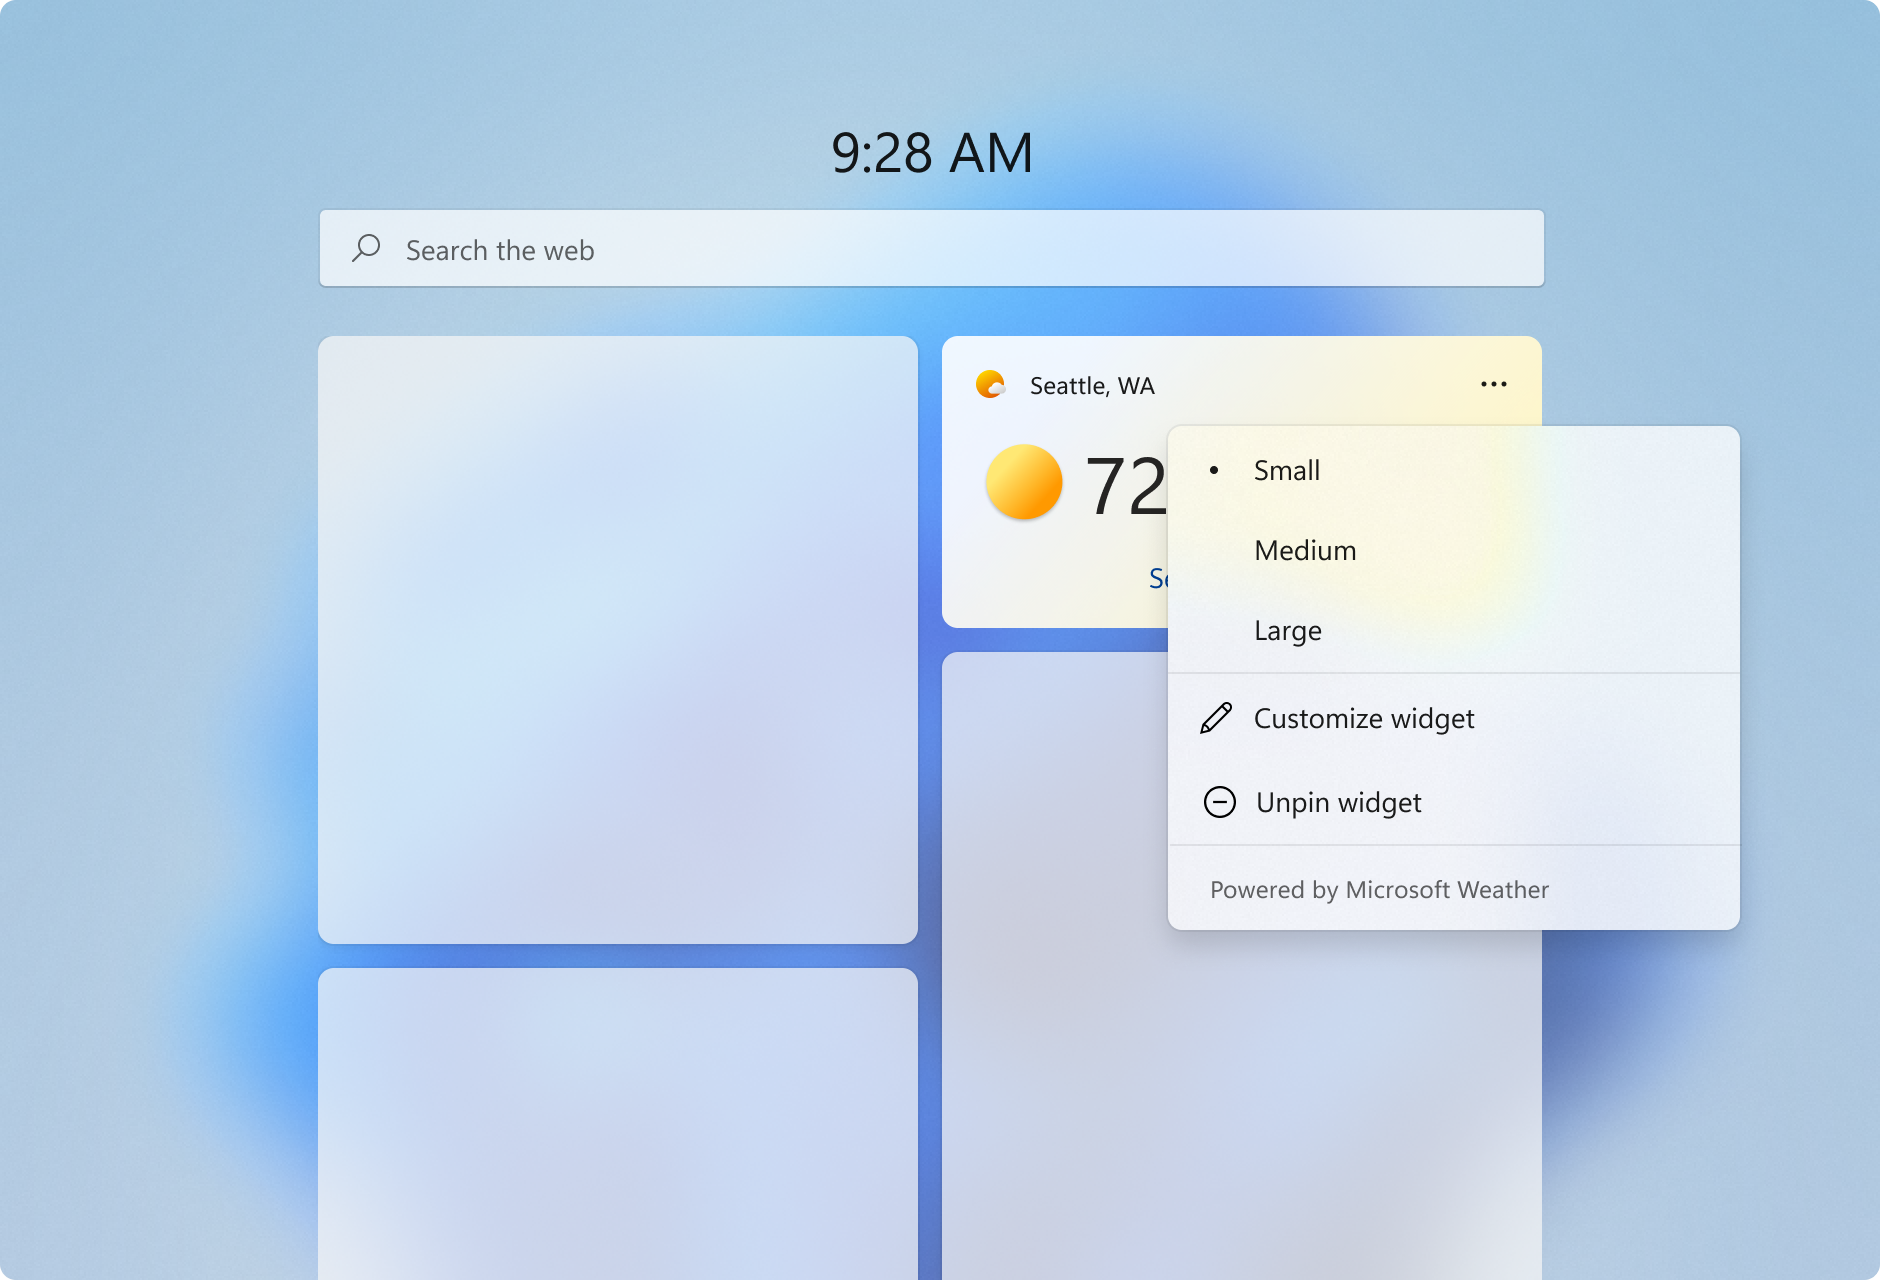 9:28 AM
Search the web
Seattle, WA
72
Small
Medium
Large
Customize widget
Unpin widget
Powered by Microsoft Weather